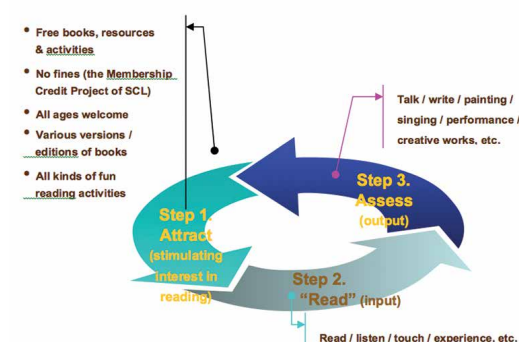 • Free books, resources
& activities
• No fines (the Membership
Credit Project of SCL)
• All ages welcome
• Various versions /
editions of books
• All kinds of fun
reading activities
Talk / write / painting /
singing / performance /
creative works, etc.
Step 1.
Attract
(stimulating
interest in
reading)
Step 2.
“Read” (input)
Step 3.
Assess
(output)
Read / listen / touch / experience, etc.